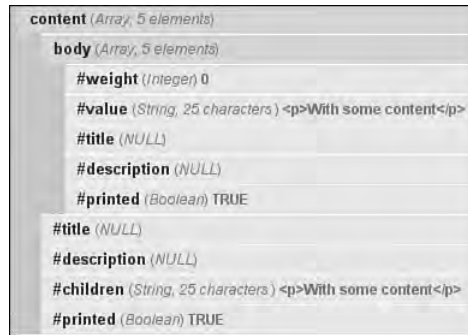 content (Array, 5 elements)
body (Array, 5 elements)
#weight (Integer) 0
#value (String, 25 characters ) <p>With some content</p>
#title (NULL)
#description (NULL)
#printed (Boolean) TRUE
#title (NULL)
#description (NULL)
#children (String, 25 characters ) <p>With some content</p>
#printed (Boolean) TRUE